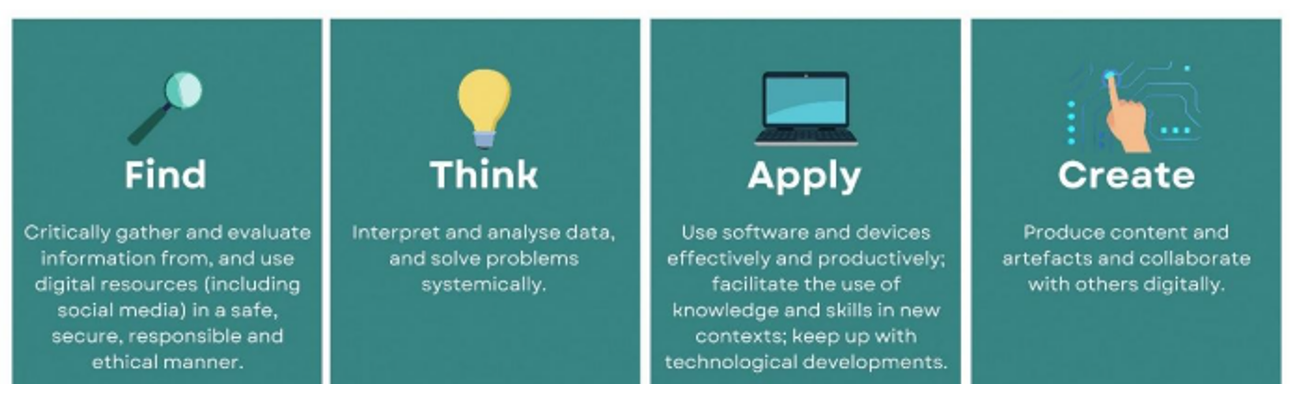 Find
Critically gather and evaluate
information from, and use
digital resources (including
social media) in a safe,
secure, responsible and
ethical manner.
Think
Interpret and analyse data,
and solve problems
systemically.
Apply
Use software and devices
effectively and productively;
facilitate the use of
knowledge and skills in new
contexts; keep up with
technological developments.
Create
Produce content and
artefacts and collaborate
with others digitally.